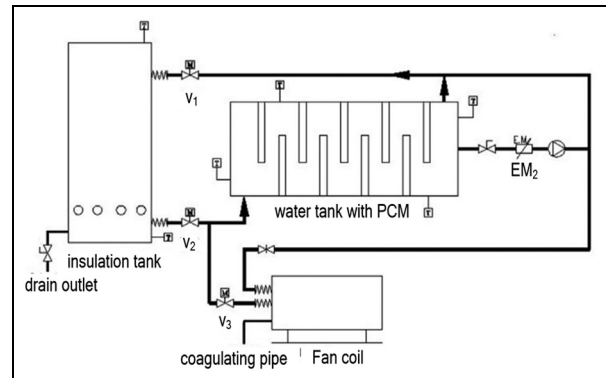 T
M
V1
T
T
E.M.
EM2
T
water tank with PCM
T
M
V2
T
insulation tank
drain outlet
M
V3
coagulating pipe
Fan coil